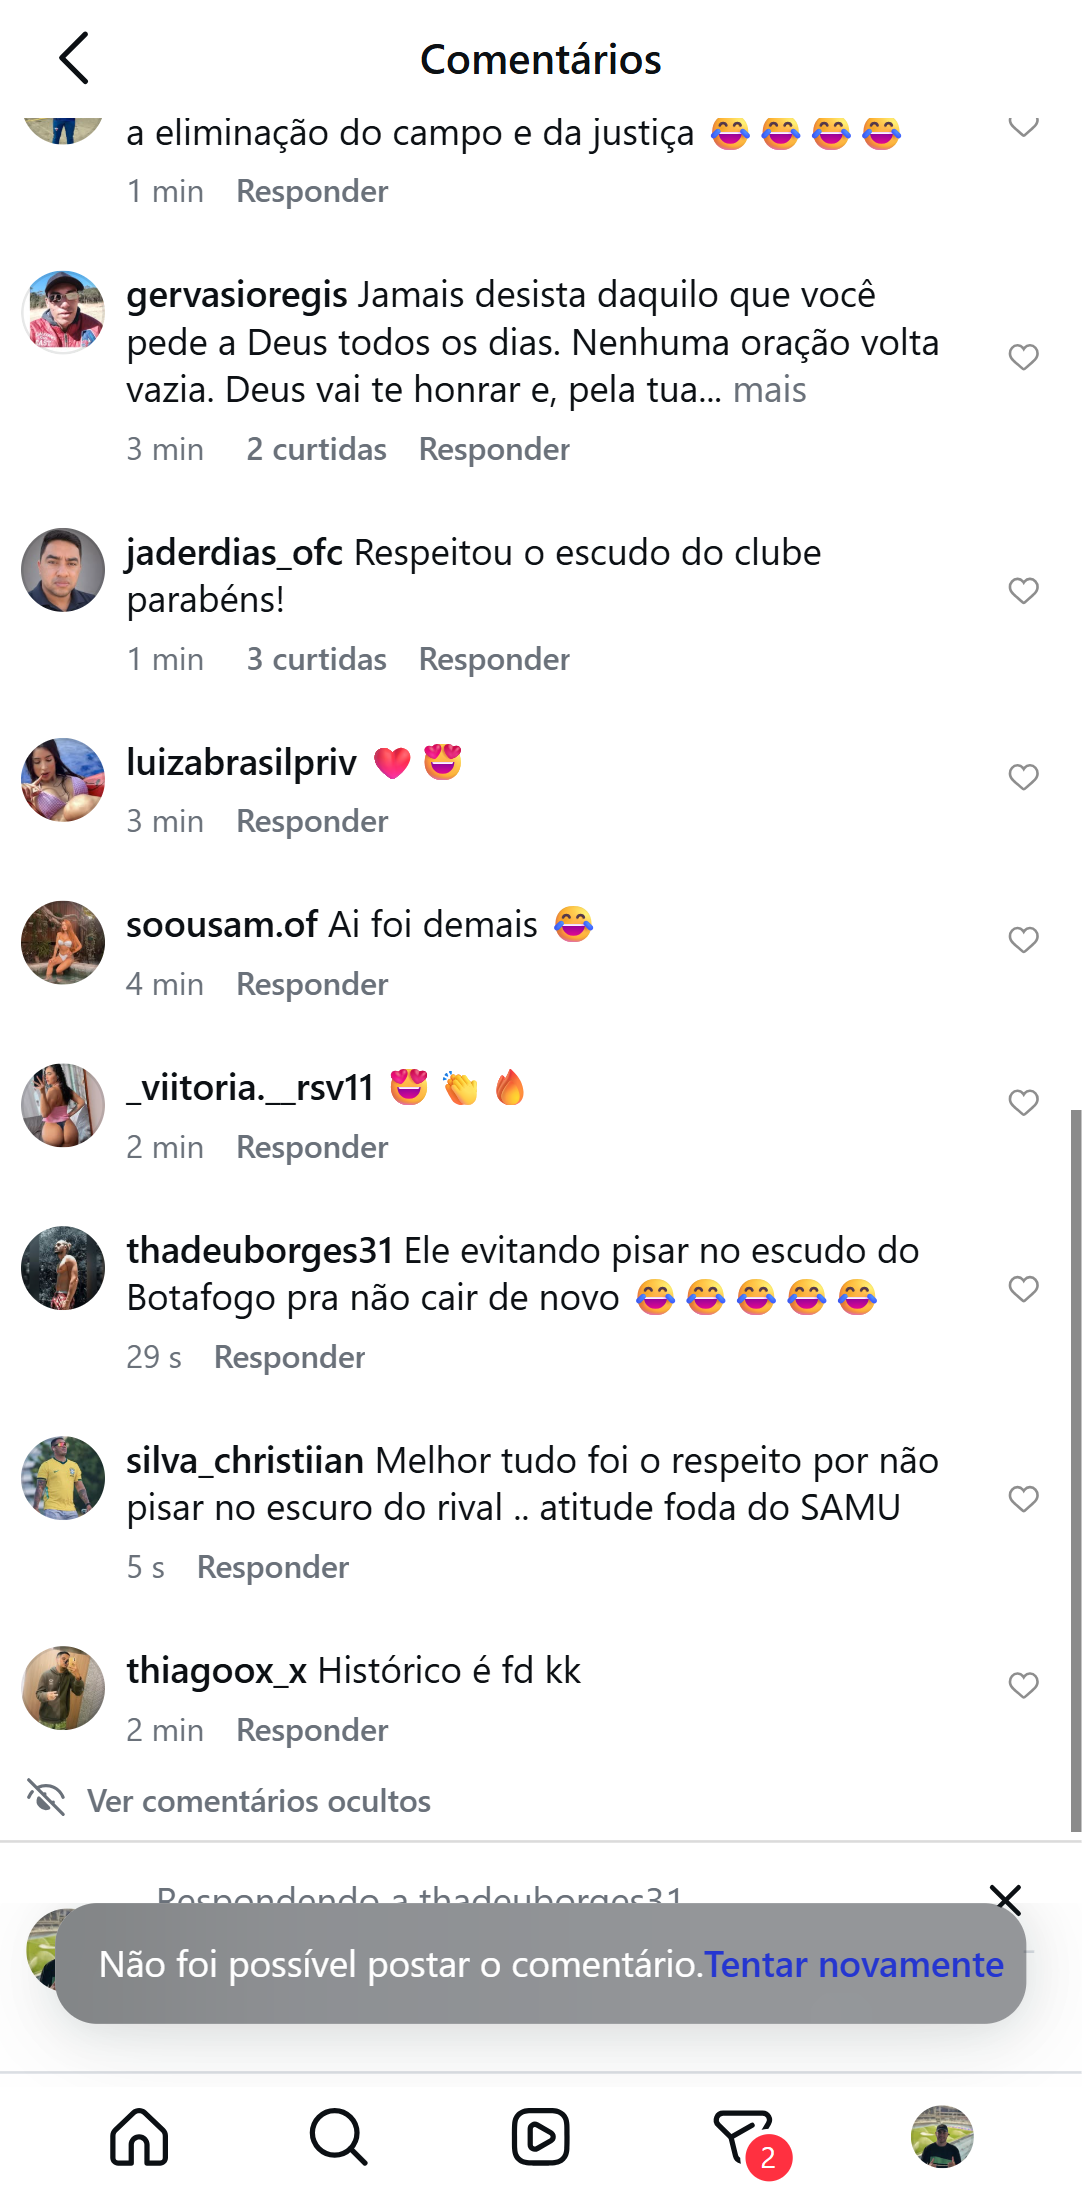 Comentários
a eliminação do campo e da justiça 😂😂😂😂
1 min Responder
gervasioregis Jamais desista daquilo que você
pede a Deus todos os dias. Nenhuma oração volta
vazia. Deus vai te honrar e, pela tua... mais
3 min 2 curtidas Responder
jaderdias_ofc Respeitou o escudo do clube
parabéns!
1 min 3 curtidas Responder
luizabrasilpriv ❤️😍
3 min Responder
soousam.of Ai foi demais 😂
4 min Responder
_viitoria.__rsv11 😍👏🔥
2 min Responder
thadeuborges31 Ele evitando pisar no escudo do
Botafogo pra não cair de novo 😂😂😂😂😂
29 s Responder
silva_christiian Melhor tudo foi o respeito por não
pisar no escuro do rival .. atitude foda do SAMU
5 s Responder
thiagoox_x Histórico é fd kk
2 min Responder
Ver comentários ocultos
Respondendo a thadeuborges31
Não foi possível postar o comentário.Tentar novamente
2